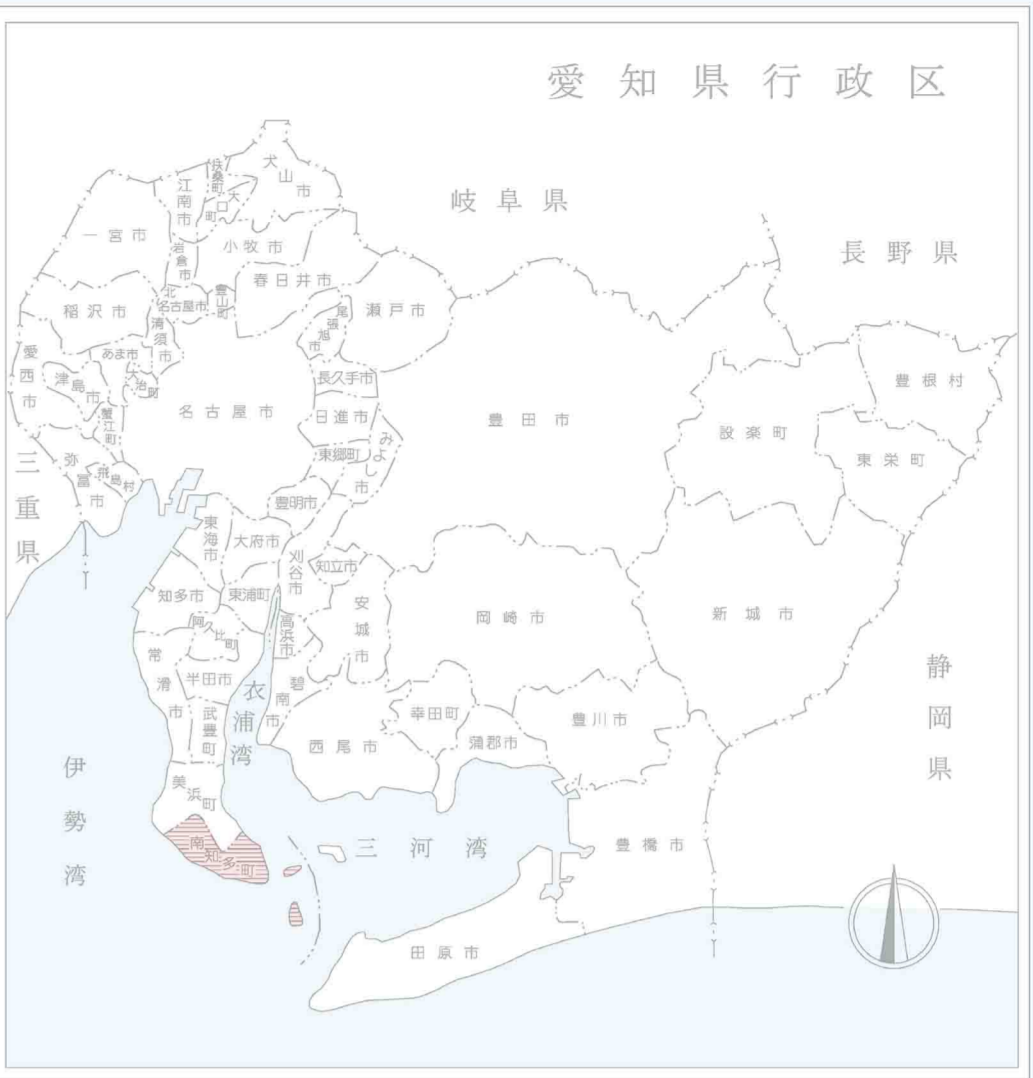 愛知県行政区
岐阜県
長野県
三重県
静岡県
犬山市
扶桑町
大口町
江南市
一宮市
岩倉市
小牧市
春日井市
北名古屋市
豊山町
稲沢市
清須市
瀬戸市
尾張旭市
愛西市
津島市
あま市
大治町
蟹江町
名古屋市
長久手市
日進市
東郷町
みよし市
豊田市
設楽町
豊根村
東栄町
弥富市
飛島村
豊明市
東海市
大府市
刈谷市
知立市
知多市
東浦町
安城市
岡崎市
新城市
阿久比町
高浜市
常滑市
半田市
碧南市
衣浦湾
武豊町
幸田町
豊川市
西尾市
蒲郡市
美浜町
伊勢湾
南知多町
三河湾
豊橋市
田原市